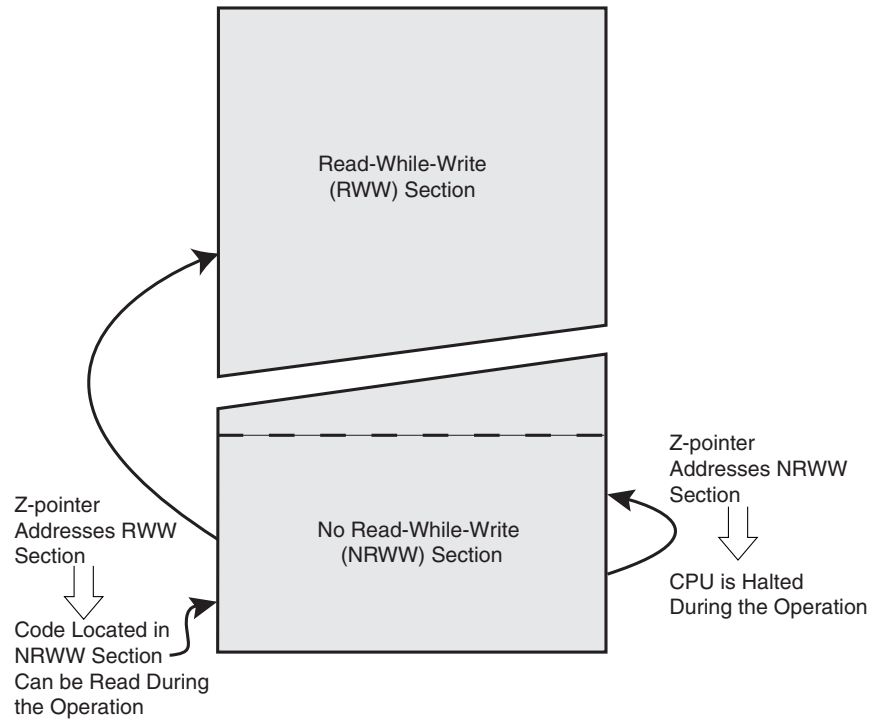 Read-While-Write
(RWW) Section
Z-pointer
Addresses NRWW
Section
Z-pointer
Addresses RWW
Section
No Read-While-Write
(NRWW) Section
CPU is Halted
During the Operation
Code Located in
NRWW Section
Can be Read During
the Operation